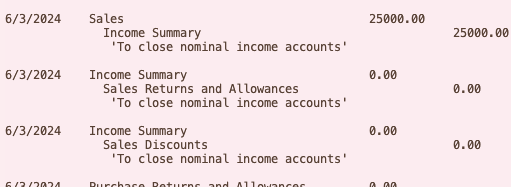 6/3/2024 Sales 25000.00
Income Summary 25000.00
'To close nominal income accounts'
6/3/2024 Income Summary 0.00
Sales Returns and Allowances 0.00
'To close nominal income accounts'
6/3/2024 Income Summary 0.00
Sales Discounts 0.00
'To close nominal income accounts'
6/3/2024 Purchase Returns and Allowances 0.00